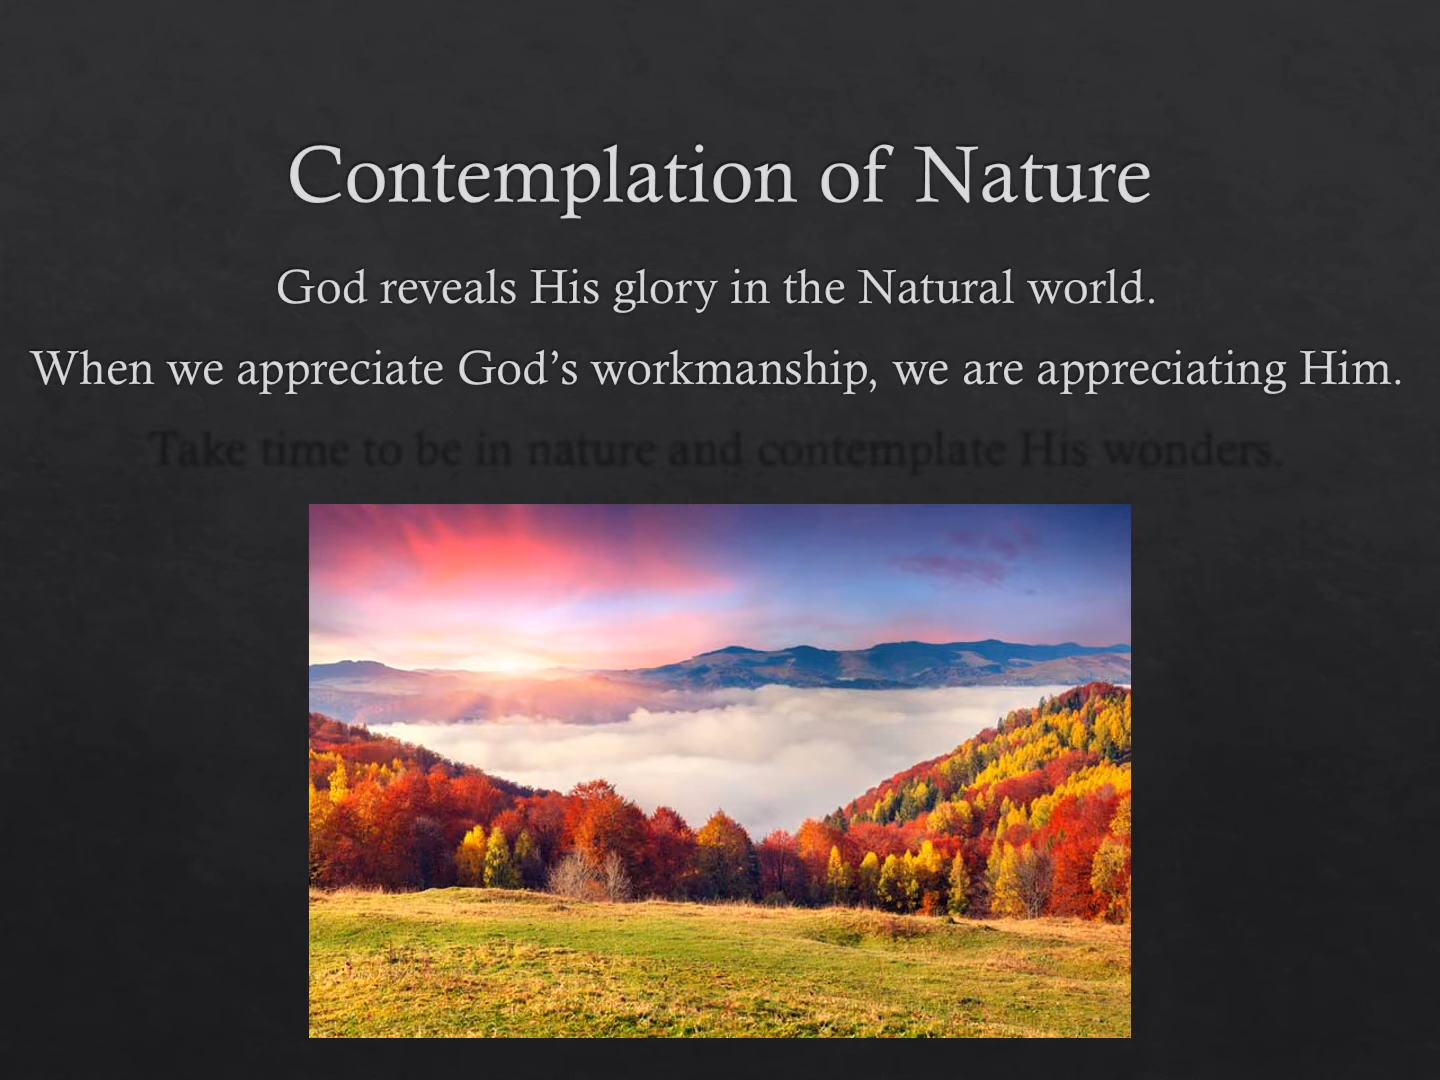 Contemplation of Nature
God reveals His glory in the Natural world.
When we appreciate God’s workmanship, we are appreciating Him.
Take time to be in nature and contemplate His wonders.